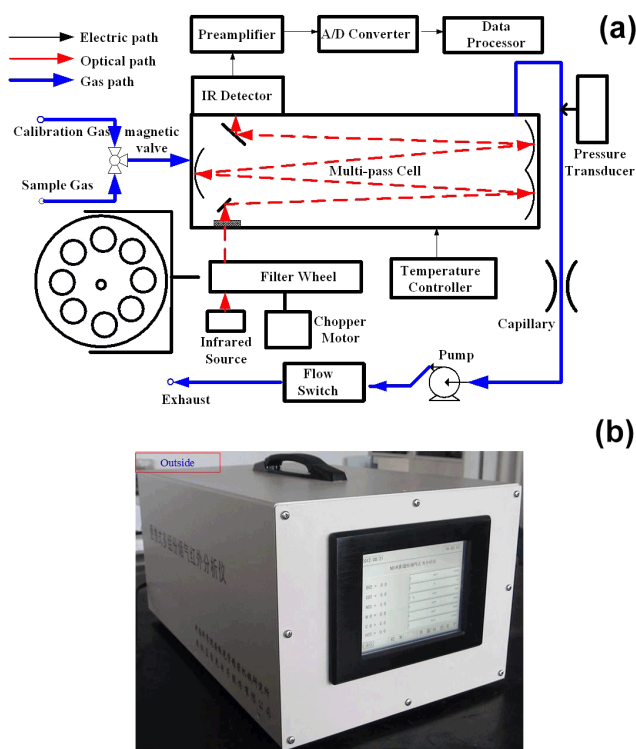 (a)
Electric path
Optical path
Gas path
Preamplifier
A/D Converter
Data
Processor
IR Detector
Calibration Gas
magnetic
valve
Sample Gas
Multi-pass Cell
Pressure
Transducer
Filter Wheel
Temperature
Controller
Capillary
Infrared
Source
Chopper
Motor
Pump
Flow
Switch
Exhaust
(b)
Outside